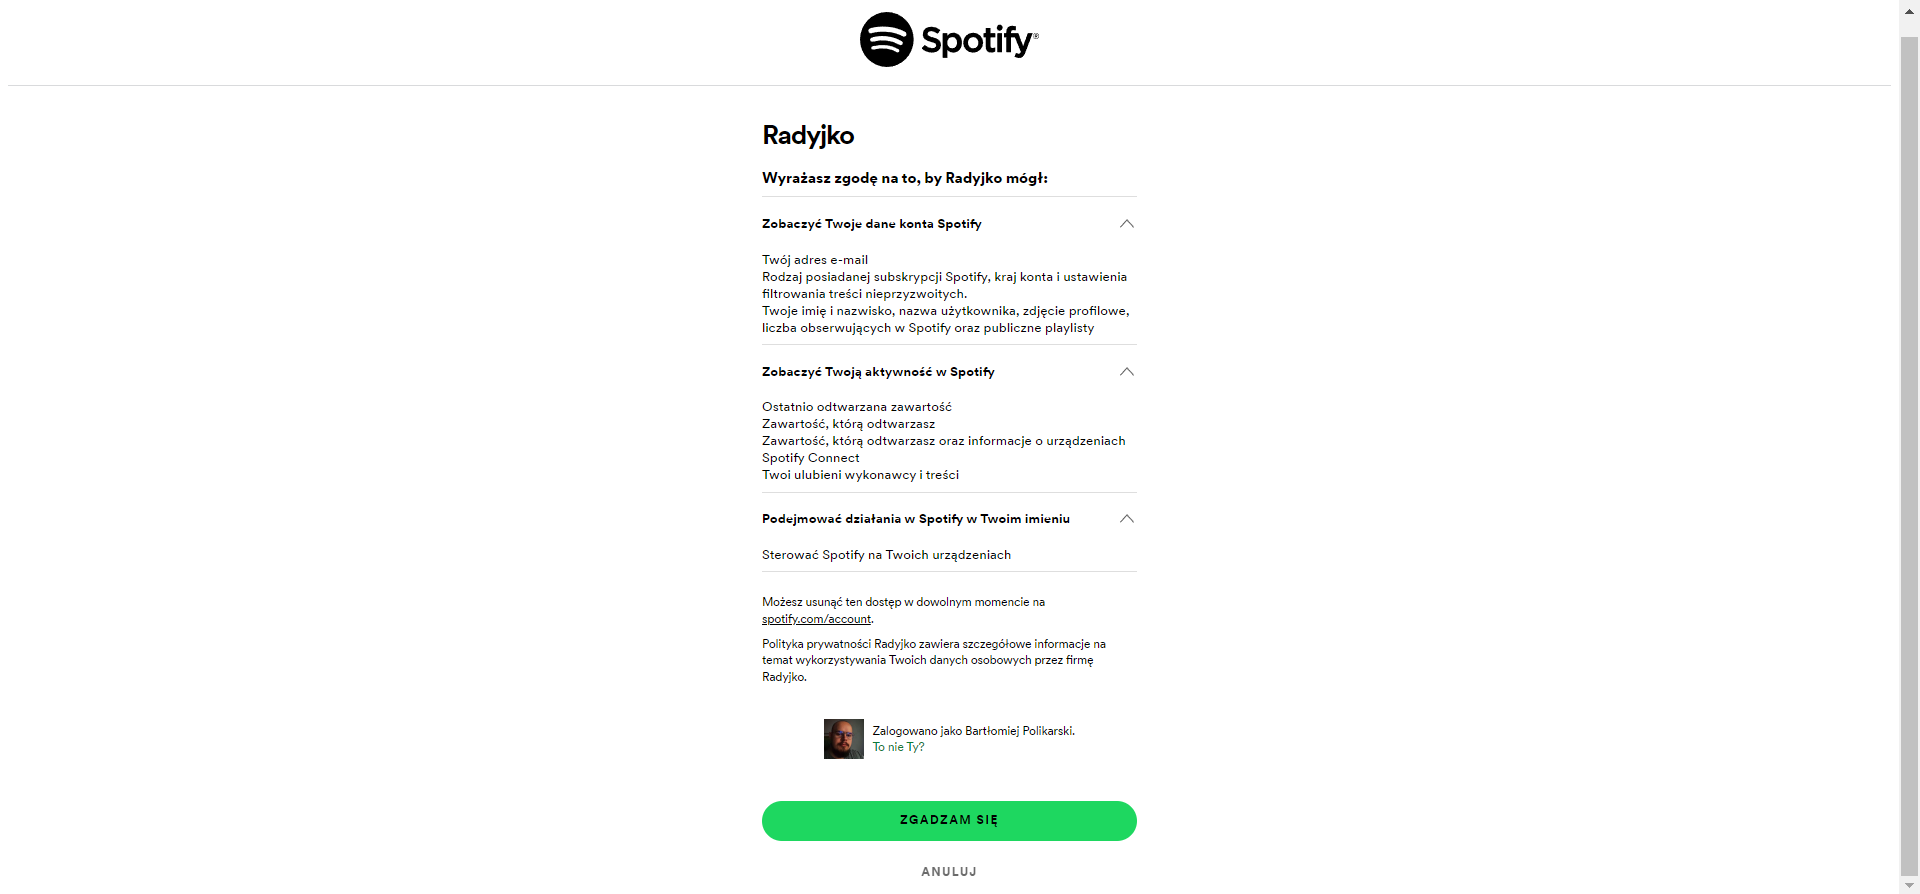 Spotify®
Radyjko
Wyrażasz zgodę na to, by Radyjko mógł:
Zobaczyć Twoje dane konta Spotify
Twój adres e-mail
Rodzaj posiadanej subskrypcji Spotify, kraj konta i ustawienia
filtrowania treści nieprzyzwoitych.
Twoje imię i nazwisko, nazwa użytkownika, zdjęcie profilowe,
liczba obserwujących w Spotify oraz publiczne playlisty
Zobaczyć Twoją aktywność w Spotify
Ostatnio odtwarzana zawartość
Zawartość, którą odtwarzasz
Zawartość, którą odtwarzasz oraz informacje o urządzeniach
Spotify Connect
Twoi ulubieni wykonawcy i treści
Podejmować działania w Spotify w Twoim imieniu
Sterować Spotify na Twoich urządzeniach
Możesz usunąć ten dostęp w dowolnym momencie na
spotify.com/account.
Polityka prywatności Radyjko zawiera szczegółowe informacje na
temat wykorzystywania Twoich danych osobowych przez firmę
Radyjko.
Zalogowano jako Bartłomiej Polikarski.
To nie Ty?
ZGADZAM SIĘ
ANULUJ